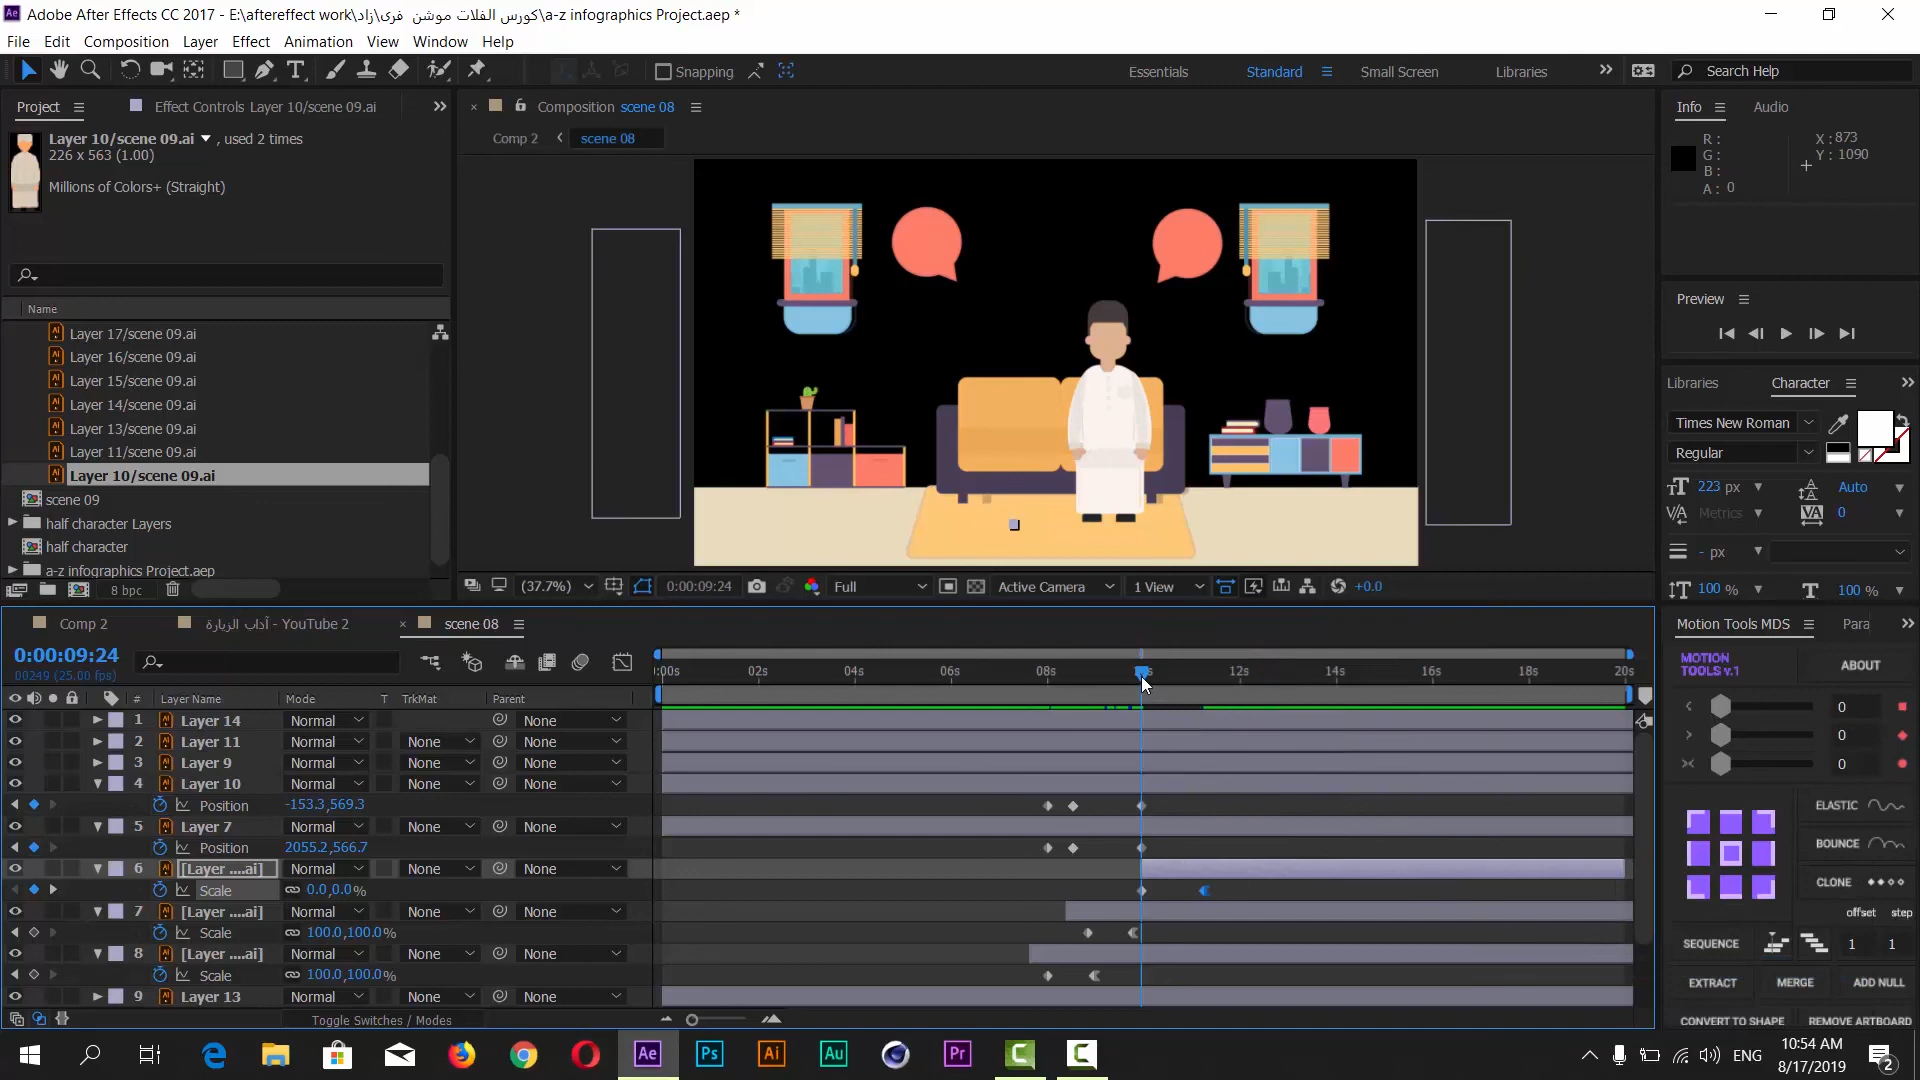 Adobe After Effects CC 2017 - E:\aftereffect work\كورس الفلات موشن فرى\زاد\a-z infographics Project.aep *
File Edit Composition Layer Effect Animation View Window Help
Snapping
Essentials Standard Small Screen Libraries Search Help
Project Effect Controls Layer 10/scene 09.ai
Layer 10/scene 09.ai , used 2 times
226 x 563 (1.00)
Millions of Colors+ (Straight)
Name
Layer 17/scene 09.ai
Layer 16/scene 09.ai
Layer 15/scene 09.ai
Layer 14/scene 09.ai
Layer 13/scene 09.ai
Layer 11/scene 09.ai
Layer 10/scene 09.ai
scene 09
half character Layers
half character
a-z infographics Project.aep
8 bpc
Composition scene 08
Comp 2 scene 08
(37.7%) 0:00:09:24 Full Active Camera 1 View +0.0
Info Audio
R : X : 873
G : Y : 1090
B :
A : 0
Preview
Libraries Character
Times New Roman
Regular
223 px Auto
Metrics 0
- px
100 % 100 %
Comp 2 آداب الزيارة - YouTube 2 scene 08
0:00:09:24
00249 (25.00 fps)
:00s 02s 04s 06s 08s 12s 14s 16s 18s 20s
# Layer Name Mode T TrkMat Parent
1 Layer 14 Normal None
2 Layer 11 Normal None None
3 Layer 9 Normal None None
4 Layer 10 Normal None None
Position -153.3,569.3
5 Layer 7 Normal None None
Position 2055.2,566.7
6 [Layer ....ai] Normal None None
Scale 0.0,0.0%
7 [Layer ....ai] Normal None None
Scale 100.0,100.0%
8 [Layer ....ai] Normal None None
Scale 100.0,100.0%
9 Layer 13 Normal None None
Toggle Switches / Modes
Motion Tools MDS Para
MOTION
TOOLS v.1 ABOUT
0
0
0
ELASTIC
BOUNCE
CLONE
offset step
SEQUENCE 1 1
EXTRACT MERGE ADD NULL
CONVERT TO SHAPE REMOVE ARTBOARD
Ae Ps Ai Au Pr
ENG
10:54 AM
8/17/2019
2